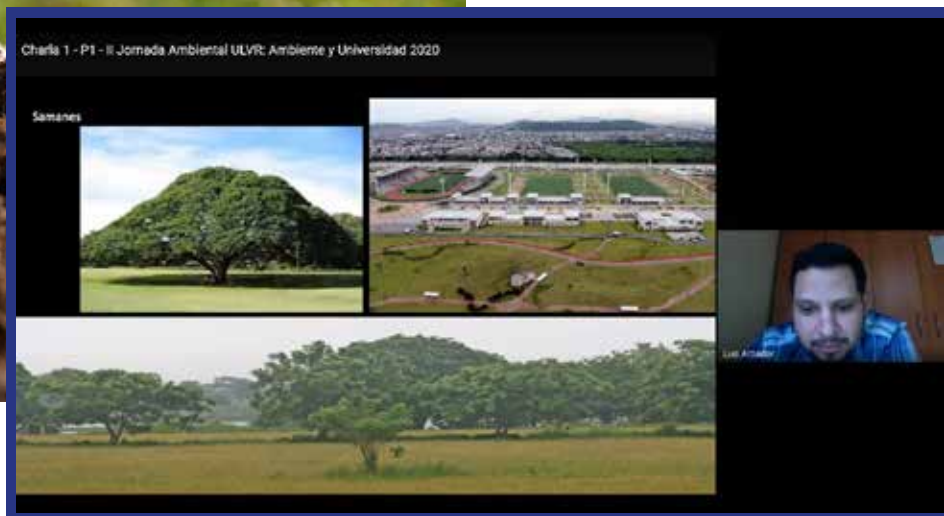 Charla 1 - P1 - II Jornada Ambiental ULVR: Ambiente y Universidad 2020
Samanes
Luis Amador